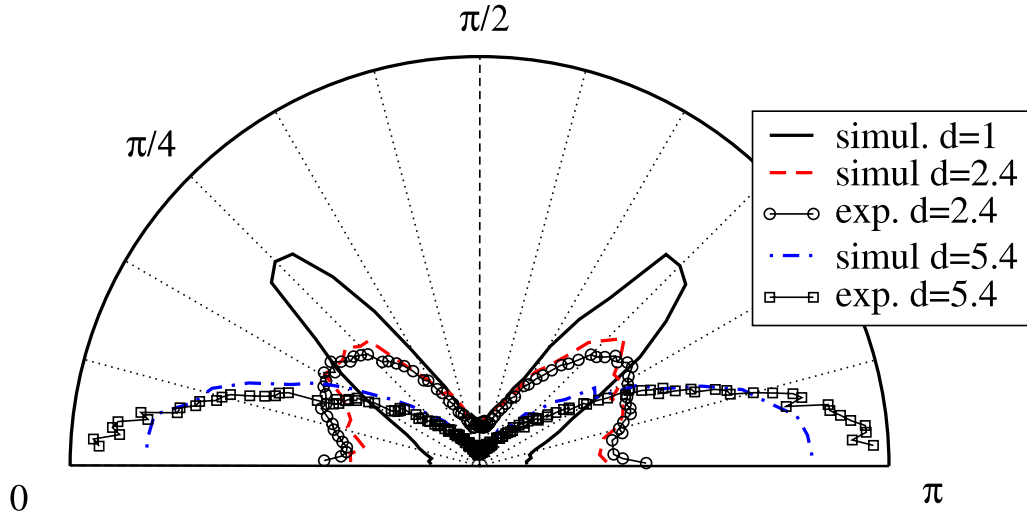 π/2
π/4
simul. d=1
simul d=2.4
exp. d=2.4
simul d=5.4
exp. d=5.4
0
π